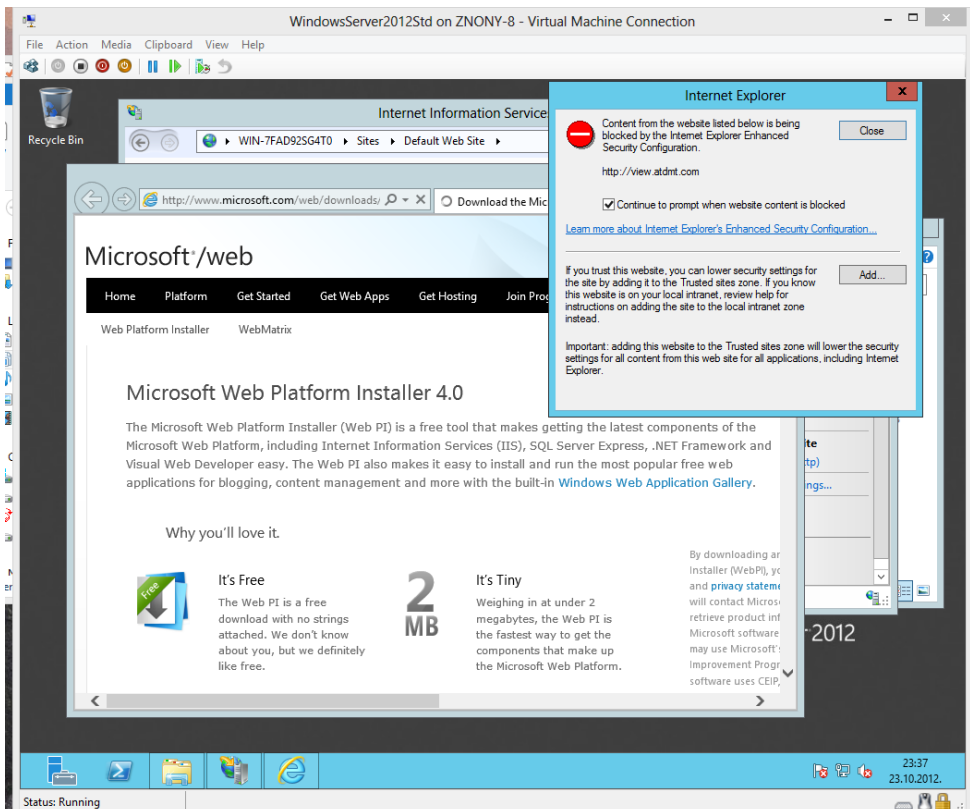 WindowsServer2012Std on ZNONY-8 - Virtual Machine Connection
File Action Media Clipboard View Help
Recycle Bin
Internet Information Service
WIN-7FAD92SG4T0 Sites Default Web Site
http://www.microsoft.com/web/downloads/
Download the Mic
Internet Explorer
Content from the website listed below is being
blocked by the Internet Explorer Enhanced
Security Configuration.
Close
http://view.atdmt.com
Continue to prompt when website content is blocked
Learn more about Internet Explorer's Enhanced Security Configuration...
If you trust this website, you can lower security settings for
the site by adding it to the Trusted sites zone. If you know
this website is on your local intranet, review help for
instructions on adding the site to the local intranet zone
instead.
Add...
Important: adding this website to the Trusted sites zone will lower the security
settings for all content from this web site for all applications, including Internet
Explorer.
Microsoft/web
Home Platform Get Started Get Web Apps Get Hosting Join Prog
Web Platform Installer WebMatrix
Microsoft Web Platform Installer 4.0
The Microsoft Web Platform Installer (Web PI) is a free tool that makes getting the latest components of the
Microsoft Web Platform, including Internet Information Services (IIS), SQL Server Express, .NET Framework and
Visual Web Developer easy. The Web PI also makes it easy to install and run the most popular free web
applications for blogging, content management and more with the built-in Windows Web Application Gallery.
Why you'll love it.
Free
It's Free
The Web PI is a free
download with no strings
attached. We don't know
about you, but we definitely
like free.
2
MB
It's Tiny
Weighing in at under 2
megabytes, the Web PI is
the fastest way to get the
components that make up
the Microsoft Web Platform.
By downloading an
Installer (WebPI), yo
and privacy stateme
will contact Microso
retrieve product inf
Microsoft software
may use Microsoft's
Improvement Progr
software uses CEIP,
ite
tp)
ngs...
2012
23:37
23.10.2012.
Status: Running